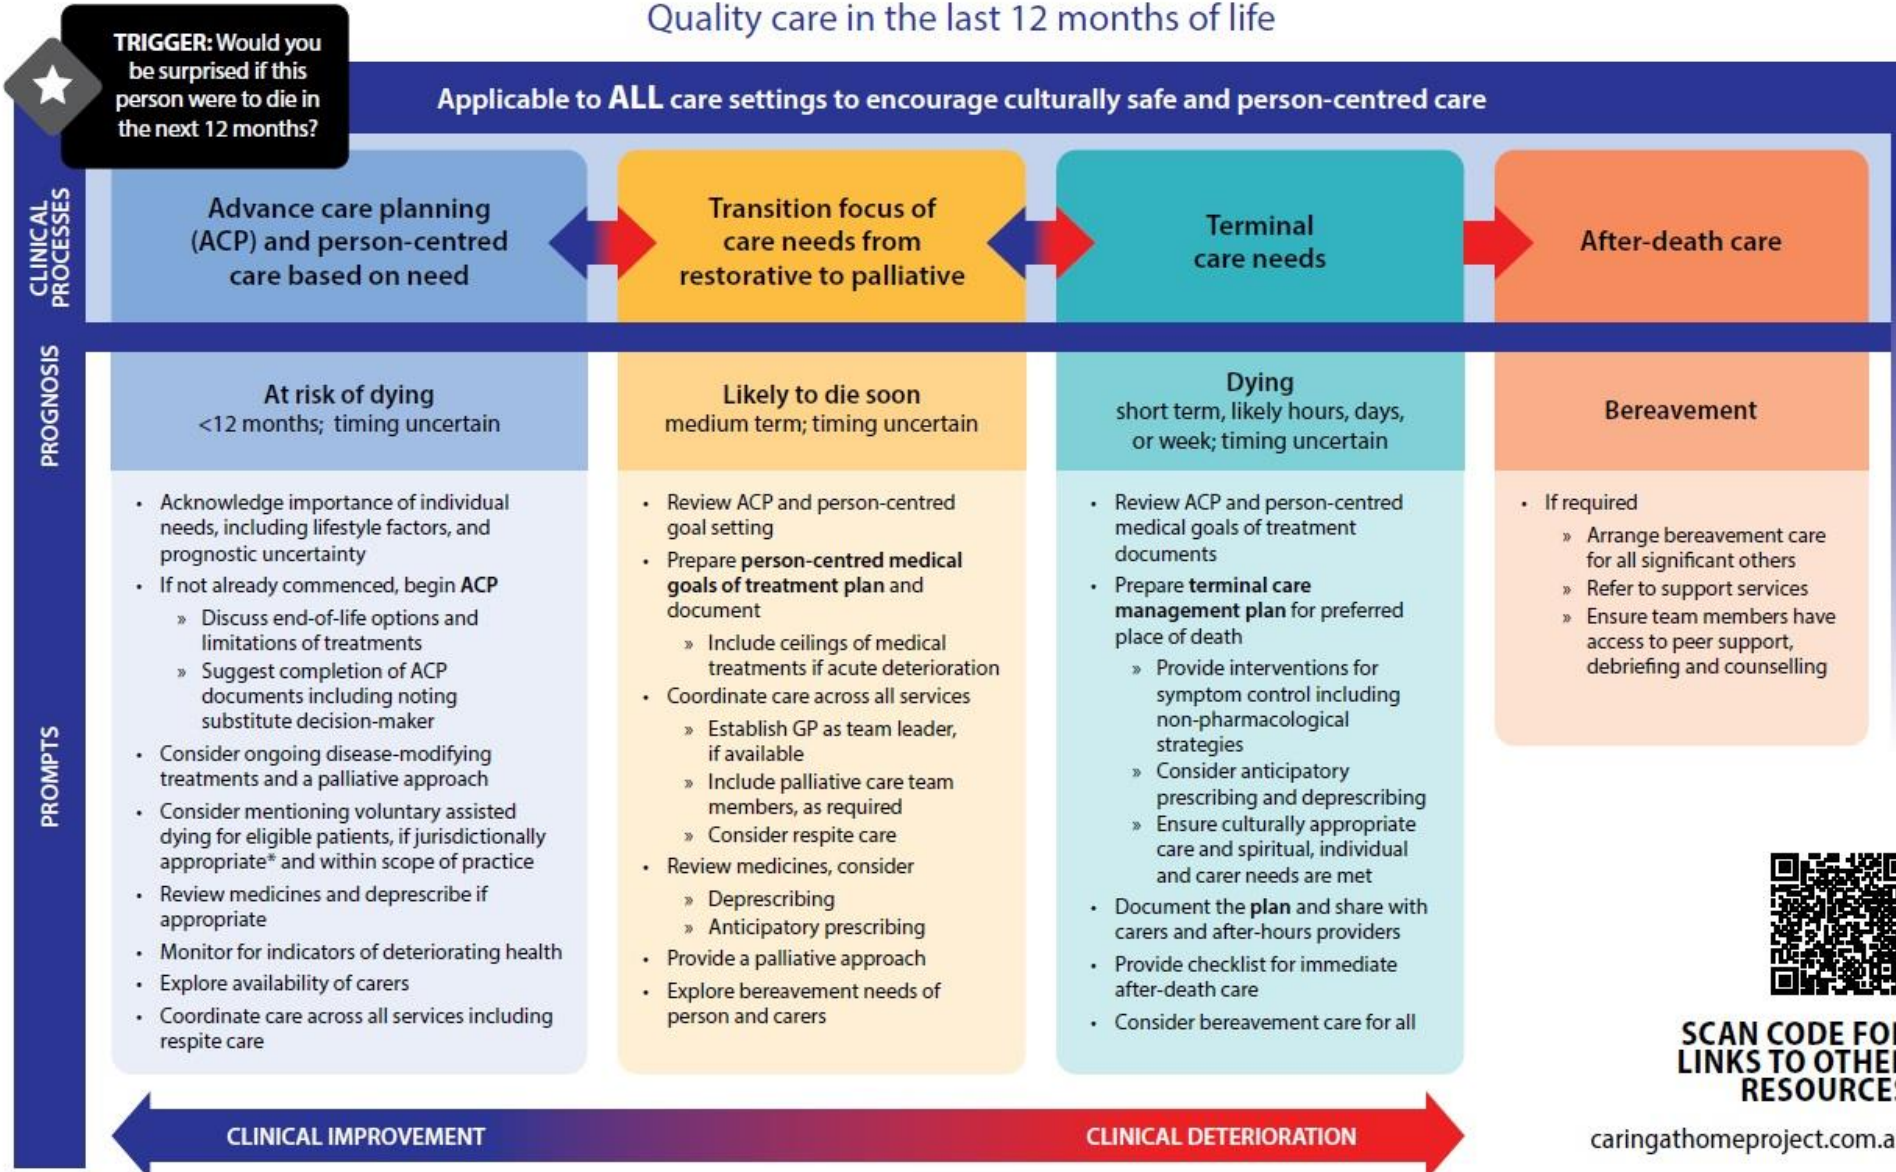 Quality care in the last 12 months of life
TRIGGER: Would you
be surprised if this
person were to die in
the next 12 months?
Applicable to ALL care settings to encourage culturally safe and person-centred care
CLINICAL
PROCESSES
Advance care planning
(ACP) and person-centred
care based on need
Transition focus of
care needs from
restorative to palliative
Terminal
care needs
After-death care
PROGNOSIS
At risk of dying
<12 months; timing uncertain
Likely to die soon
medium term; timing uncertain
Dying
short term, likely hours, days,
or week; timing uncertain
Bereavement
PROMPTS
• Acknowledge importance of individual
needs, including lifestyle factors, and
prognostic uncertainty
• If not already commenced, begin ACP
» Discuss end-of-life options and
limitations of treatments
» Suggest completion of ACP
documents including noting
substitute decision-maker
• Consider ongoing disease-modifying
treatments and a palliative approach
• Consider mentioning voluntary assisted
dying for eligible patients, if jurisdictionally
appropriate* and within scope of practice
• Review medicines and deprescribe if
appropriate
• Monitor for indicators of deteriorating health
• Explore availability of carers
• Coordinate care across all services including
respite care
• Review ACP and person-centred
goal setting
• Prepare person-centred medical
goals of treatment plan and
document
» Include ceilings of medical
treatments if acute deterioration
• Coordinate care across all services
» Establish GP as team leader,
if available
» Include palliative care team
members, as required
» Consider respite care
• Review medicines, consider
» Deprescribing
» Anticipatory prescribing
• Provide a palliative approach
• Explore bereavement needs of
person and carers
• Review ACP and person-centred
medical goals of treatment
documents
• Prepare terminal care
management plan for preferred
place of death
» Provide interventions for
symptom control including
non-pharmacological
strategies
» Consider anticipatory
prescribing and deprescribing
» Ensure culturally appropriate
care and spiritual, individual
and carer needs are met
• Document the plan and share with
carers and after-hours providers
• Provide checklist for immediate
after-death care
• Consider bereavement care for all
• If required
» Arrange bereavement care
for all significant others
» Refer to support services
» Ensure team members have
access to peer support,
debriefing and counselling
CLINICAL IMPROVEMENT
CLINICAL DETERIORATION
SCAN CODE FO
LINKS TO OTHE
RESOURCES
caringathomeproject.com.a